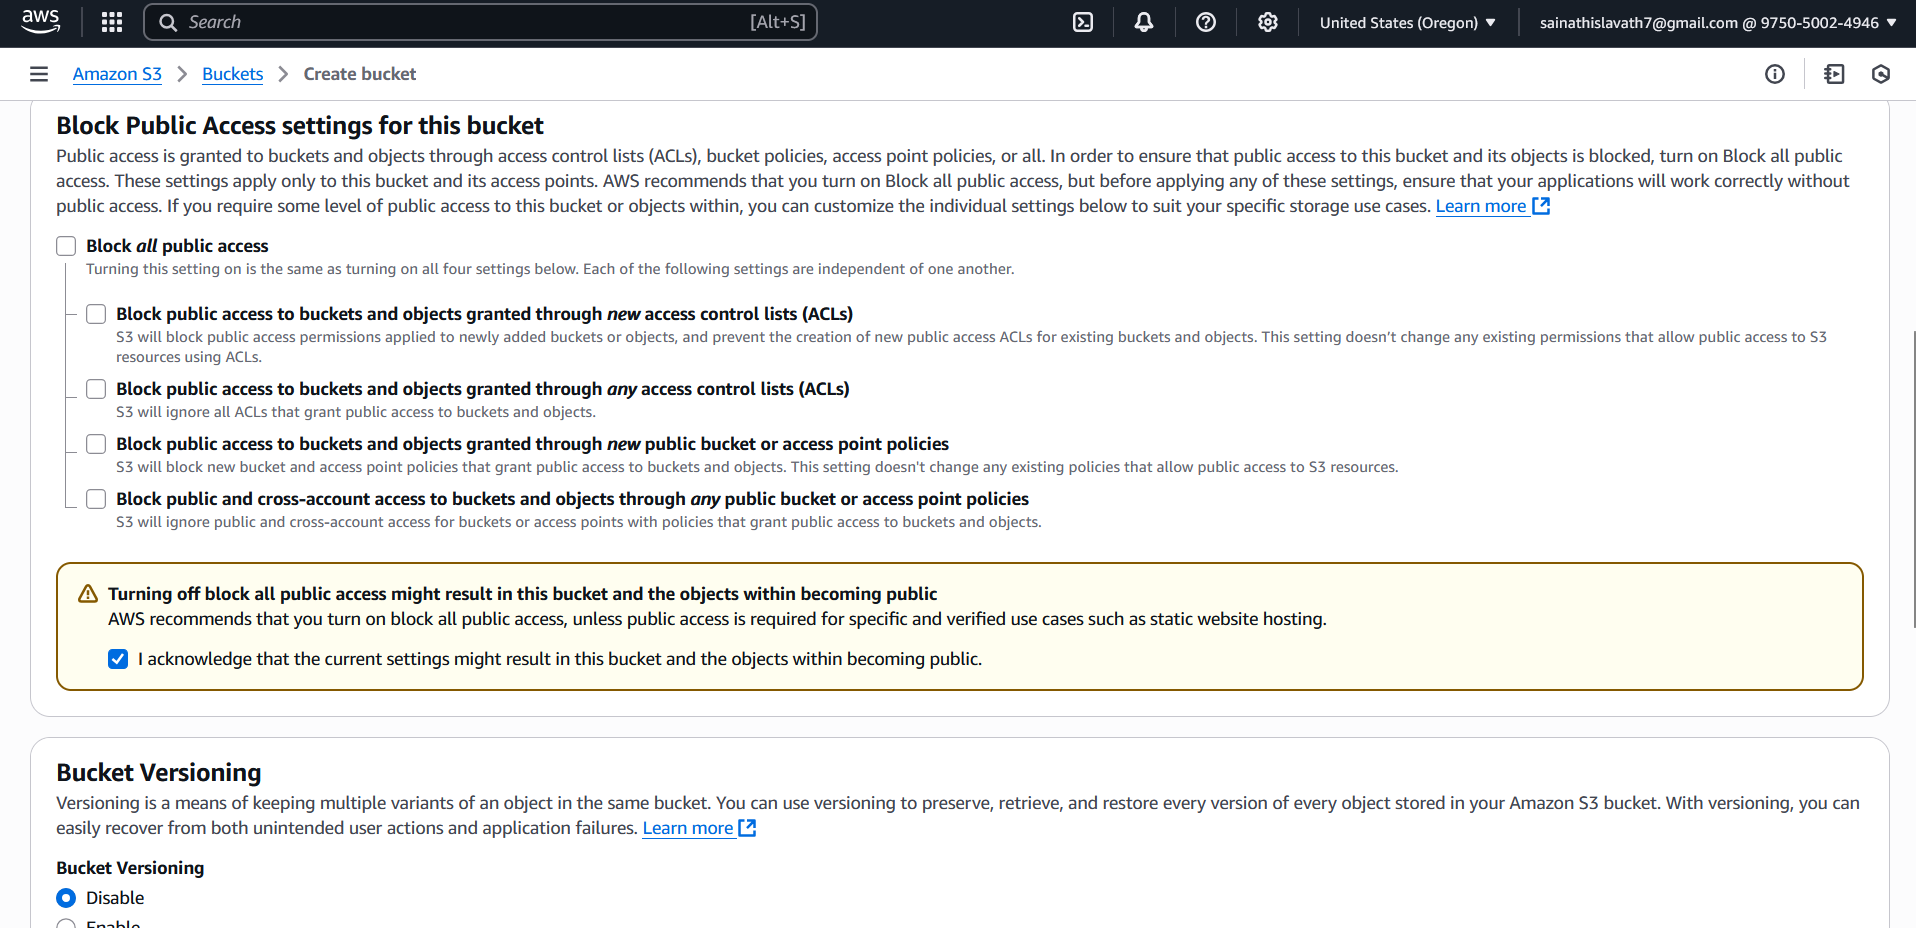 aws
Search
[Alt+S]
United States (Oregon)
sainathislavath7@gmail.com @ 9750-5002-4946
Amazon S3
Buckets
Create bucket
Block Public Access settings for this bucket
Public access is granted to buckets and objects through access control lists (ACLs), bucket policies, access point policies, or all. In order to ensure that public access to this bucket and its objects is blocked, turn on Block all public
access. These settings apply only to this bucket and its access points. AWS recommends that you turn on Block all public access, but before applying any of these settings, ensure that your applications will work correctly without
public access. If you require some level of public access to this bucket or objects within, you can customize the individual settings below to suit your specific storage use cases. Learn more
Block all public access
Turning this setting on is the same as turning on all four settings below. Each of the following settings are independent of one another.
Block public access to buckets and objects granted through new access control lists (ACLs)
S3 will block public access permissions applied to newly added buckets or objects, and prevent the creation of new public access ACLs for existing buckets and objects. This setting doesn’t change any existing permissions that allow public access to S3
resources using ACLs.
Block public access to buckets and objects granted through any access control lists (ACLs)
S3 will ignore all ACLs that grant public access to buckets and objects.
Block public access to buckets and objects granted through new public bucket or access point policies
S3 will block new bucket and access point policies that grant public access to buckets and objects. This setting doesn't change any existing policies that allow public access to S3 resources.
Block public and cross-account access to buckets and objects through any public bucket or access point policies
S3 will ignore public and cross-account access for buckets or access points with policies that grant public access to buckets and objects.
Turning off block all public access might result in this bucket and the objects within becoming public
AWS recommends that you turn on block all public access, unless public access is required for specific and verified use cases such as static website hosting.
I acknowledge that the current settings might result in this bucket and the objects within becoming public.
Bucket Versioning
Versioning is a means of keeping multiple variants of an object in the same bucket. You can use versioning to preserve, retrieve, and restore every version of every object stored in your Amazon S3 bucket. With versioning, you can
easily recover from both unintended user actions and application failures. Learn more
Bucket Versioning
Disable
Enable